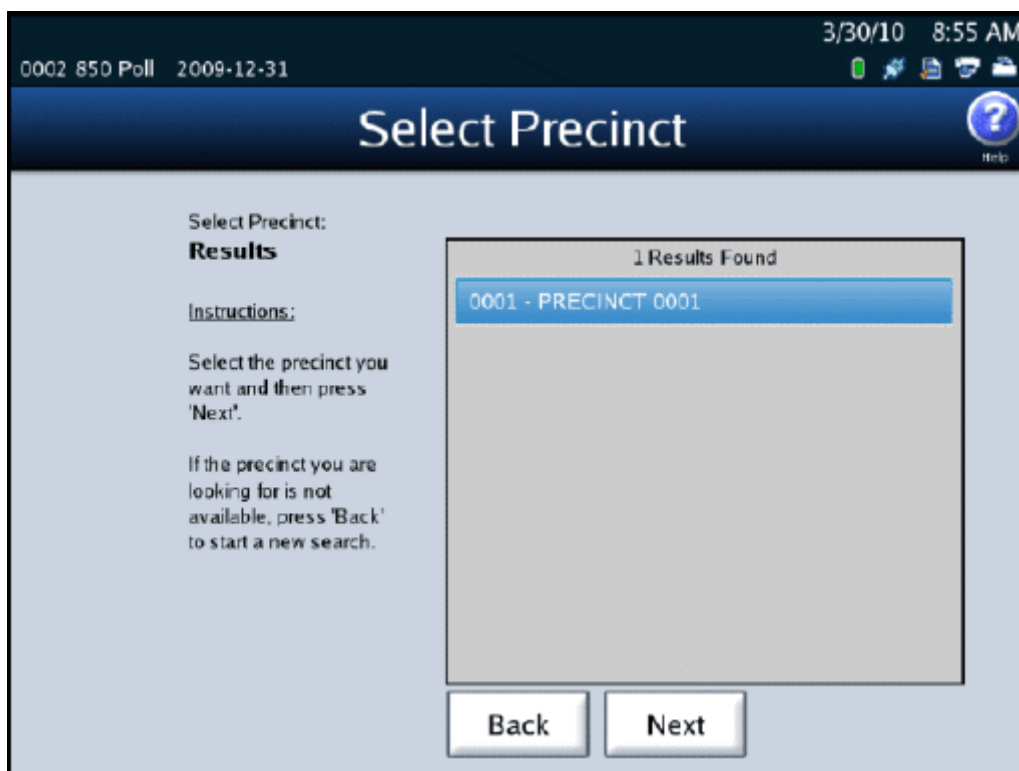 3/30/10 8:55 AM
0002 850 Poll 2009-12-31
Select Precinct
Help
Select Precinct:
Results
Instructions:
Select the precinct you
want and then press
'Next'.
If the precinct you are
looking for is not
available, press 'Back'
to start a new search.
1 Results Found
0001 - PRECINCT 0001
Back Next